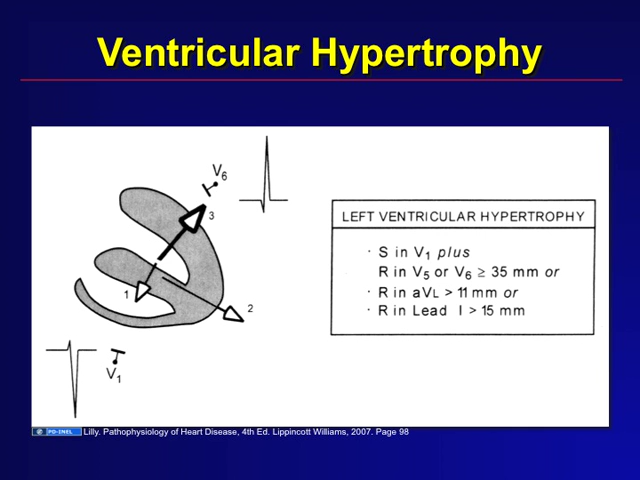 Ventricular Hypertrophy
V6
3
1
2
V1
LEFT VENTRICULAR HYPERTROPHY
· S in V1 plus
R in V5 or V6 ≥ 35 mm or
· R in aVL > 11 mm or
· R in Lead I > 15 mm
PD-INEL Lilly. Pathophysiology of Heart Disease, 4th Ed. Lippincott Williams, 2007. Page 98